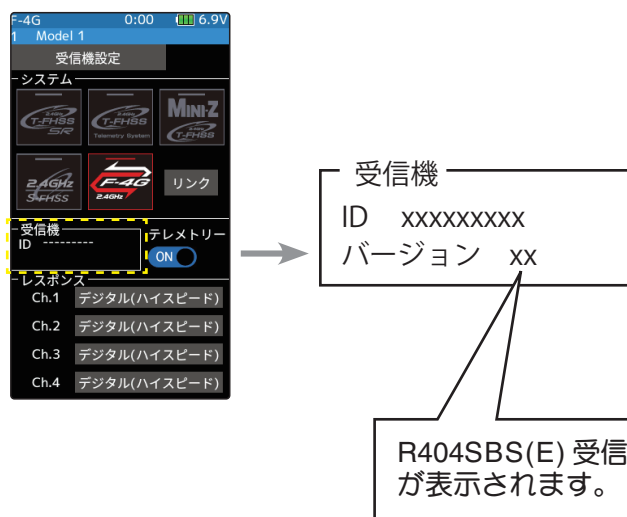 F-4G 0:00 6.9V
1 Model 1
受信機設定
システム
2.4GHz T-FHSS SR
2.4GHz T-FHSS Telemetry System
MINI-Z T-FHSS
2.4GHz S-FHSS
F-4G 2.4GHz
リンク
受信機
ID ---------
テレメトリー
ON
レスポンス
Ch.1 デジタル(ハイスピード)
Ch.2 デジタル(ハイスピード)
Ch.3 デジタル(ハイスピード)
Ch.4 デジタル(ハイスピード)
受信機
ID xxxxxxxxx
バージョン xx
R404SBS(E) 受信
が表示されます。